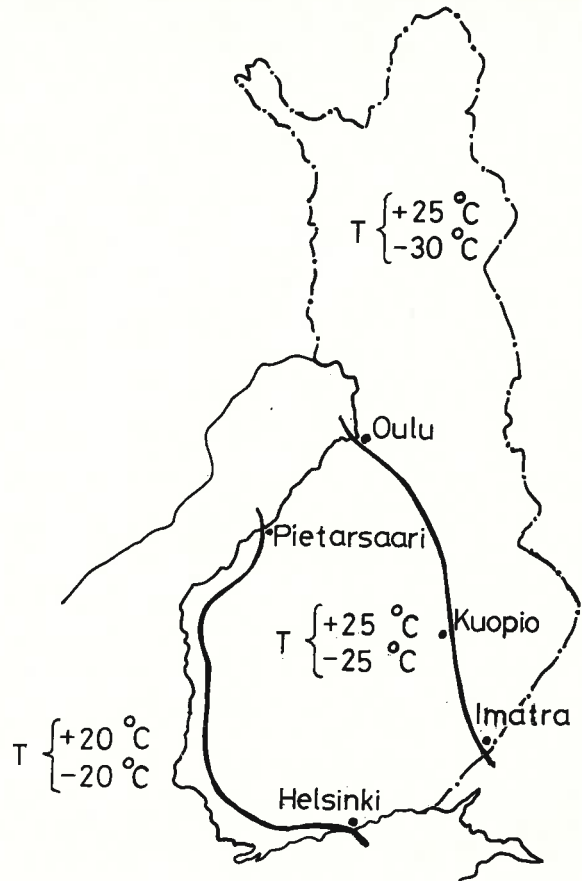 T { +25 °C
-30 °C
Oulu
Pietarsaari
T { +25 °C
-25 °C
Kuopio
Imatra
T { +20 °C
-20 °C
Helsinki